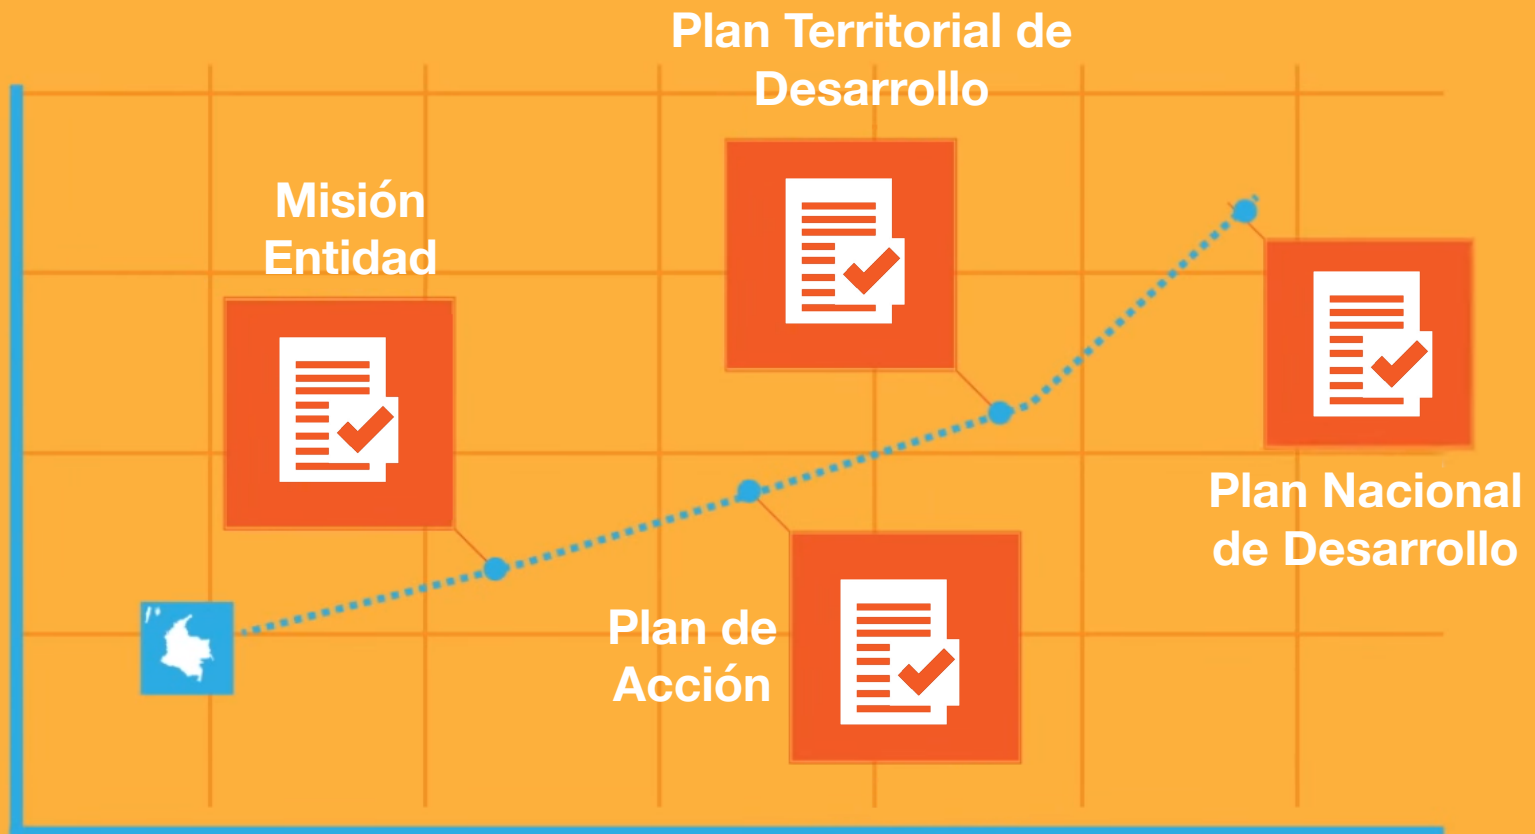 Plan Territorial de
Desarrollo
Misión
Entidad
Plan Nacional
de Desarrollo
Plan de
Acción